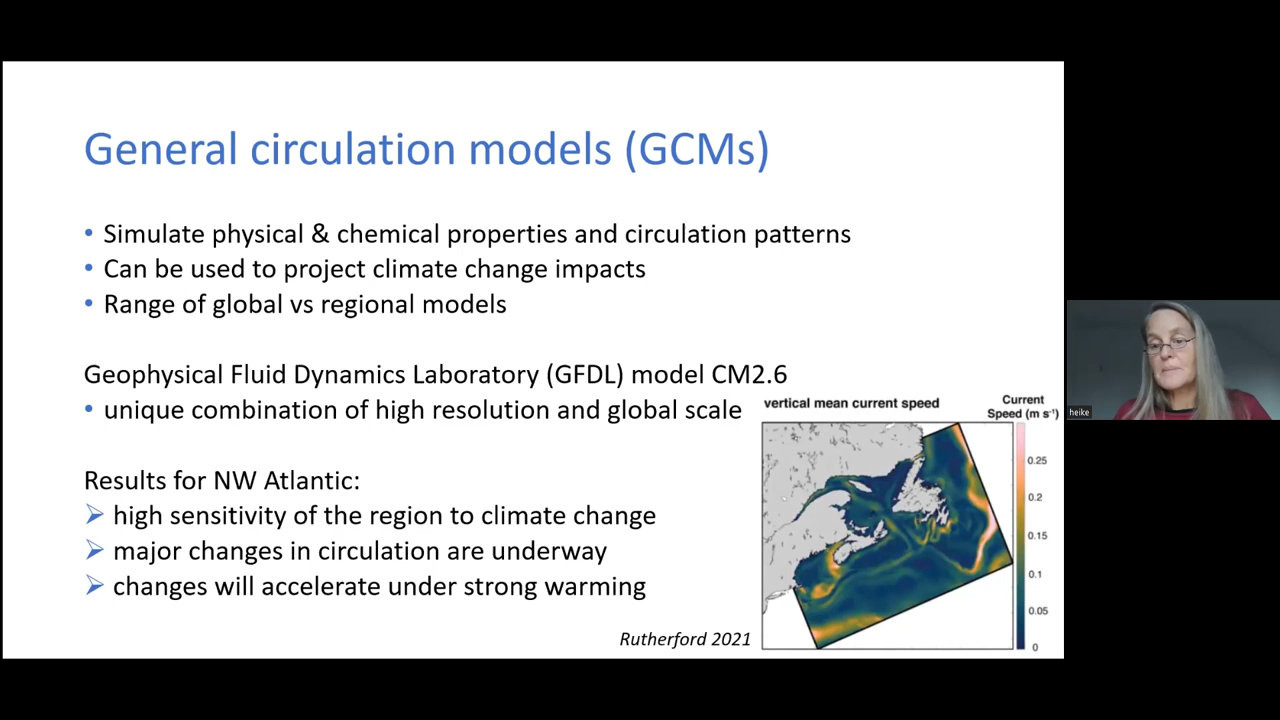 General circulation models (GCMs)
• Simulate physical & chemical properties and circulation patterns
• Can be used to project climate change impacts
• Range of global vs regional models
Geophysical Fluid Dynamics Laboratory (GFDL) model CM2.6
• unique combination of high resolution and global scale
Results for NW Atlantic:
➢ high sensitivity of the region to climate change
➢ major changes in circulation are underway
➢ changes will accelerate under strong warming
Rutherford 2021
vertical mean current speed
Current
Speed (m s⁻¹)
0.25
0.2
0.15
0.1
0.05
0
heike